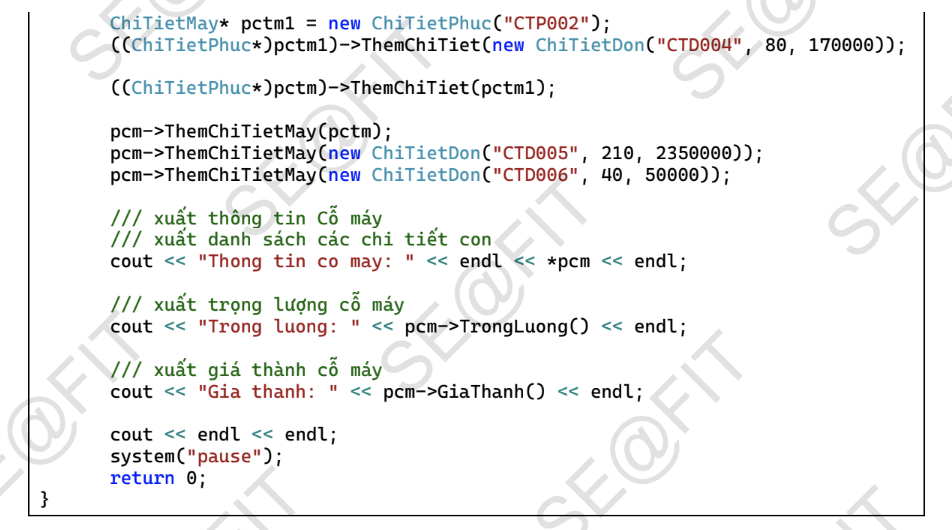 ChiTietMay* pctm1 = new ChiTietPhuc("CTP002");
((ChiTietPhuc*)pctm1)->ThemChiTiet(new ChiTietDon("CTD004", 80, 170000));
((ChiTietPhuc*)pctm)->ThemChiTiet(pctm1);
pcm->ThemChiTietMay(pctm);
pcm->ThemChiTietMay(new ChiTietDon("CTD005", 210, 2350000));
pcm->ThemChiTietMay(new ChiTietDon("CTD006", 40, 50000));
/// xuất thông tin Cỗ máy
/// xuất danh sách các chi tiết con
cout << "Thong tin co may: " << endl << *pcm << endl;
/// xuất trọng lượng cỗ máy
cout << "Trong luong: " << pcm->TrongLuong() << endl;
/// xuất giá thành cỗ máy
cout << "Gia thanh: " << pcm->GiaThanh() << endl;
cout << endl << endl;
system("pause");
return 0;
}
SE@FIT
SE@FIT
SE@FIT
SE@FIT
SE@FIT
SE@FIT